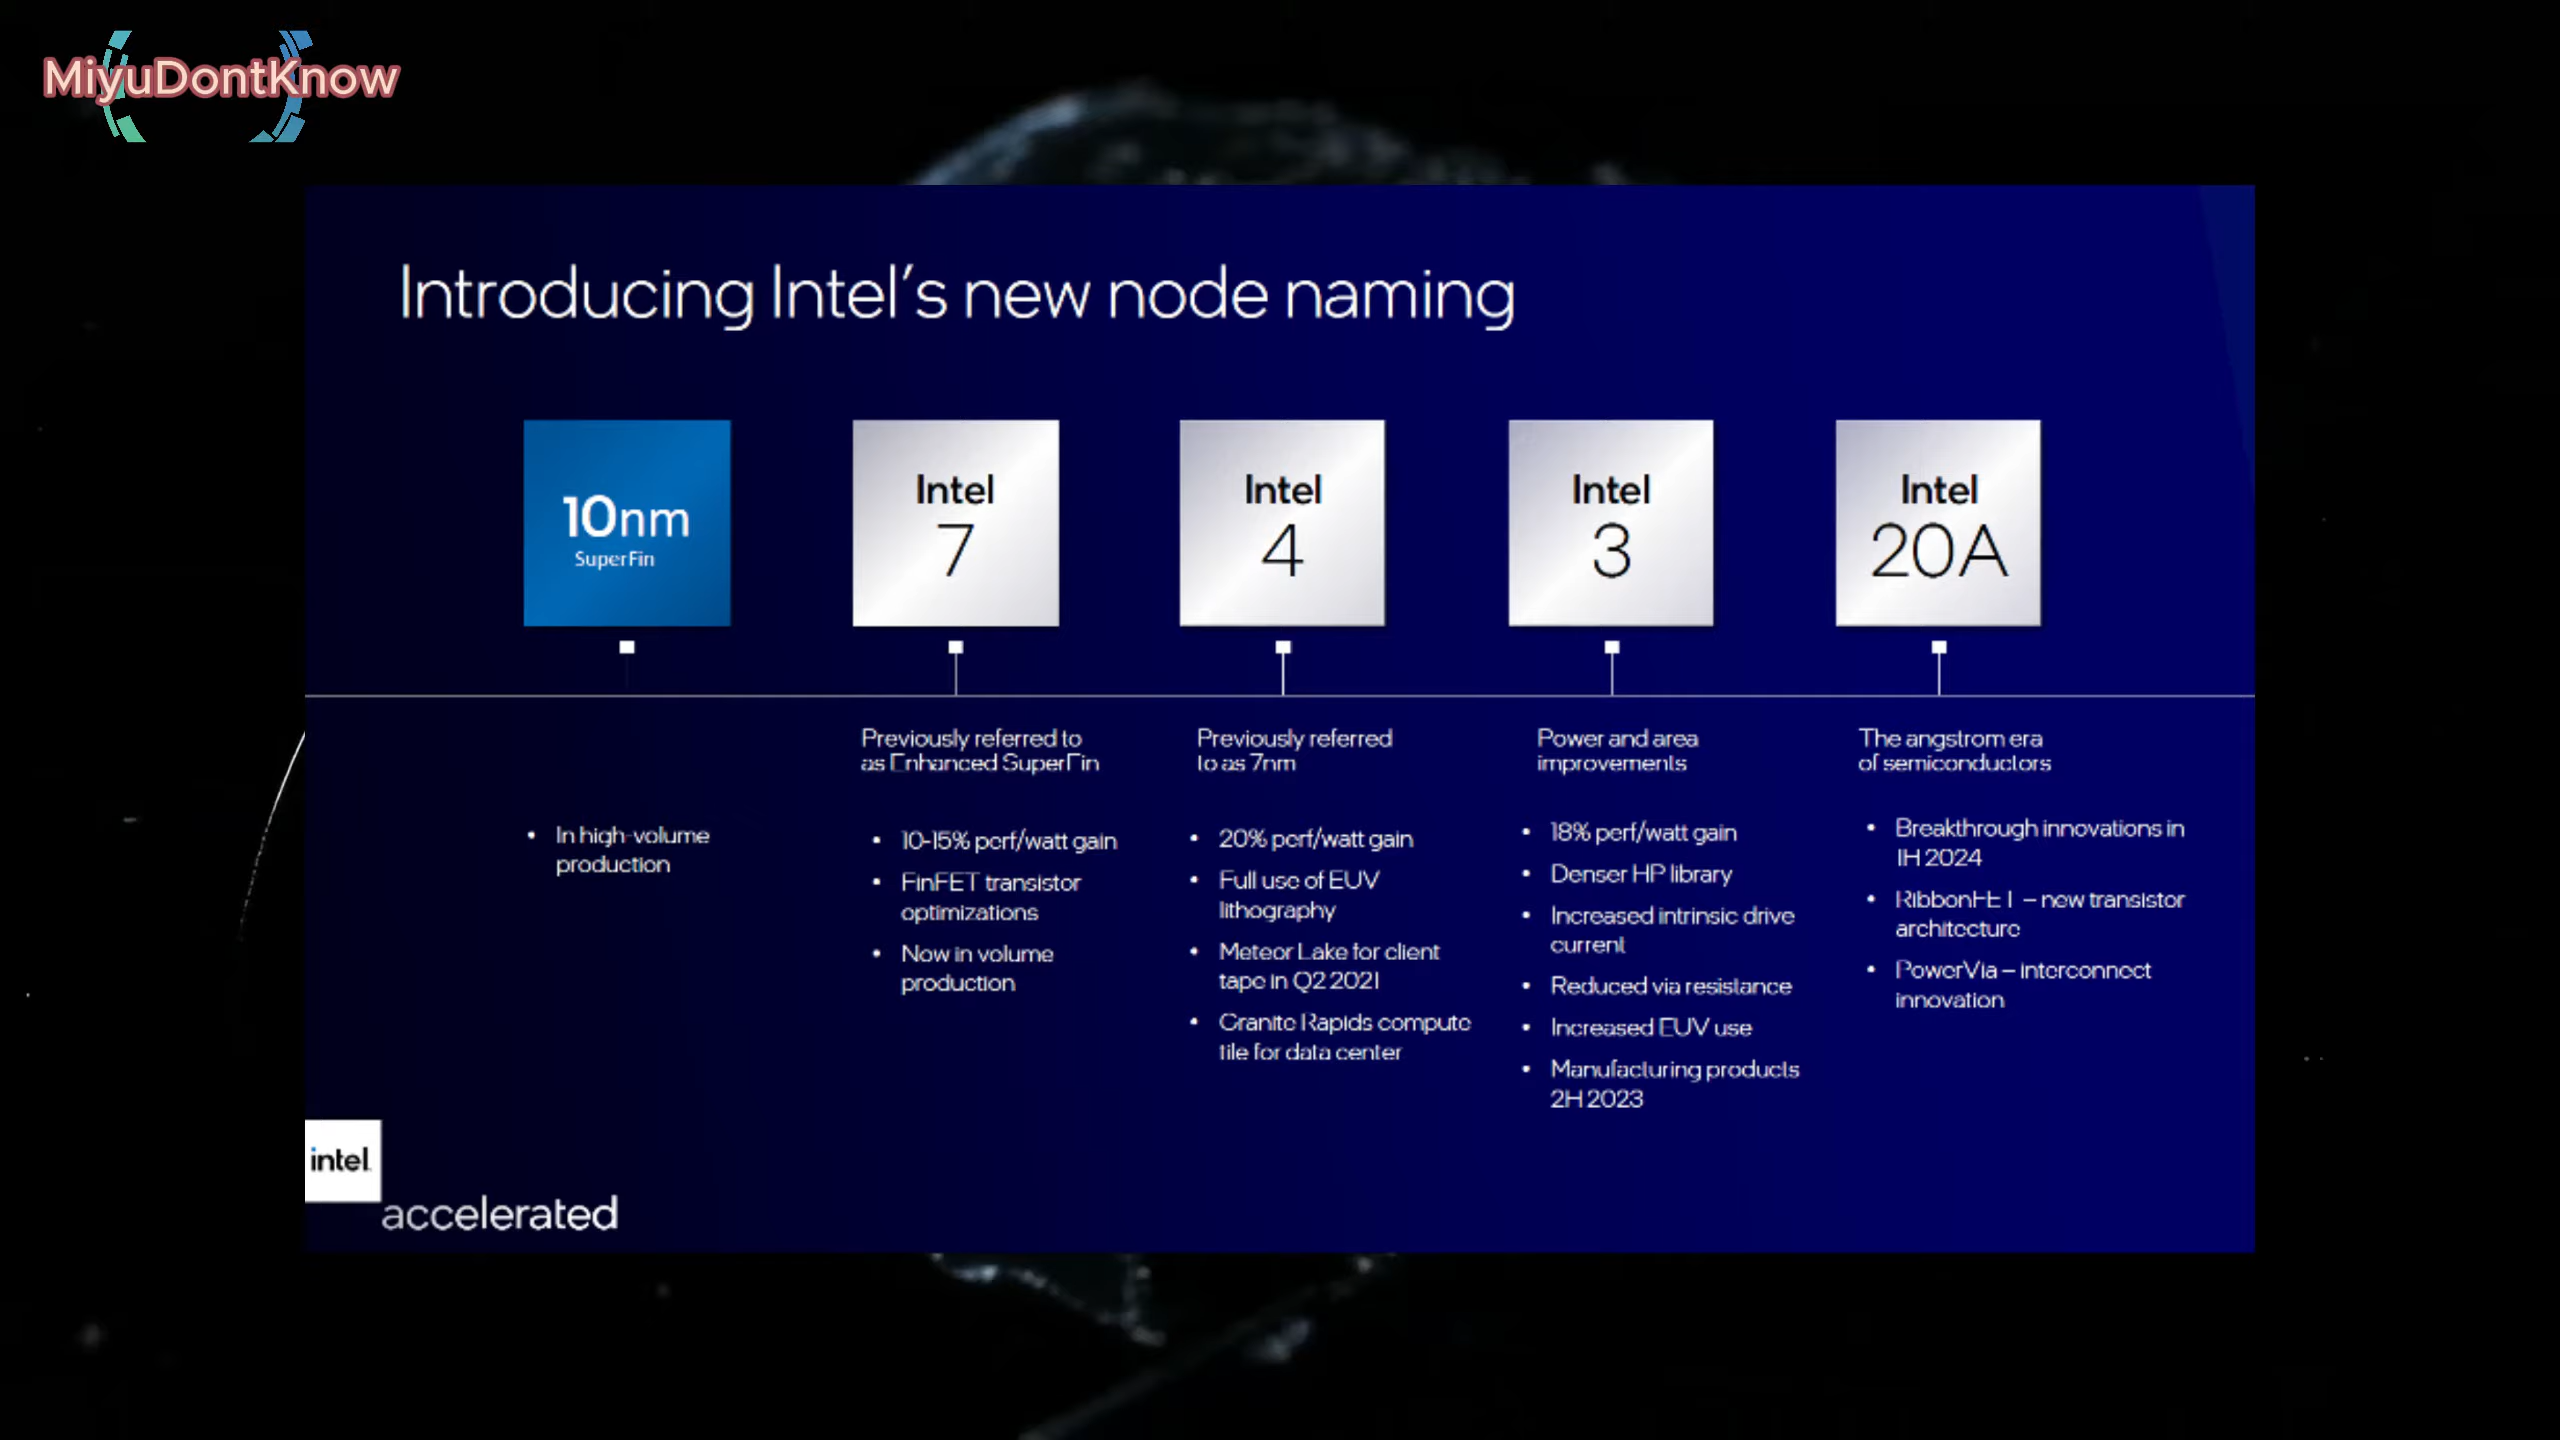 MiyuDontKnow
Introducing Intel's new node naming
10nm
SuperFin
Intel
7
Intel
4
Intel
3
Intel
20A
Previously referred to
as Enhanced SuperFin
Previously referred
to as 7nm
Power and area
improvements
The angstrom era
of semiconductors
• In high-volume
production
• 10-15% perf/watt gain
• FinFET transistor
optimizations
• Now in volume
production
• 20% perf/watt gain
• Full use of EUV
lithography
• Meteor Lake for client
tape in Q2 2021
• Granite Rapids compute
tile for data center
• 18% perf/watt gain
• Denser HP library
• Increased intrinsic drive
current
• Reduced via resistance
• Increased EUV use
• Manufacturing products
2H 2023
• Breakthrough innovations in
1H 2024
• RibbonFET – new transistor
architecture
• PowerVia – interconnect
innovation
intel.
accelerated